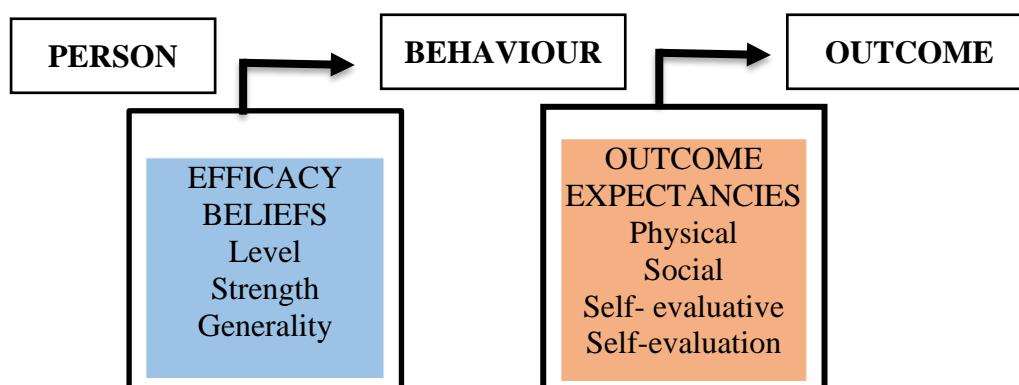 PERSON
BEHAVIOUR
OUTCOME
EFFICACY
BELIEFS
Level
Strength
Generality
OUTCOME
EXPECTANCIES
Physical
Social
Self- evaluative
Self-evaluation